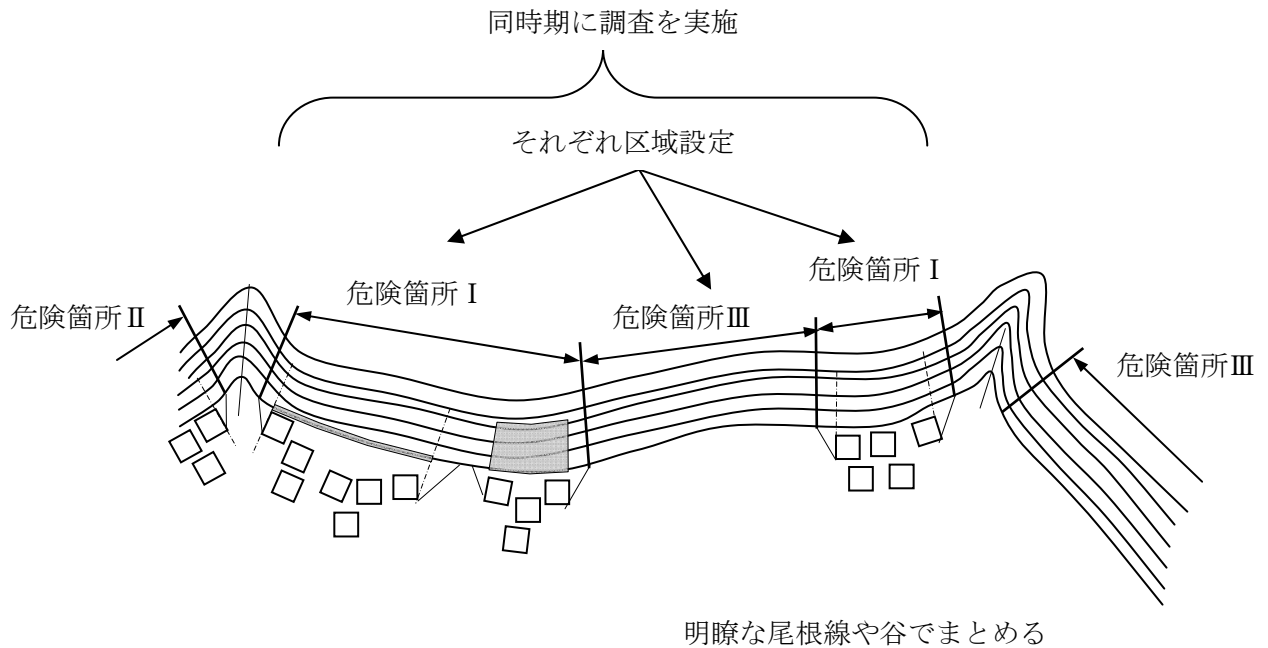 同時期に調査を実施
それぞれ区域設定
危険箇所Ⅰ
危険箇所Ⅰ
危険箇所Ⅱ
危険箇所Ⅲ
危険箇所Ⅲ
明瞭な尾根線や谷でまとめる